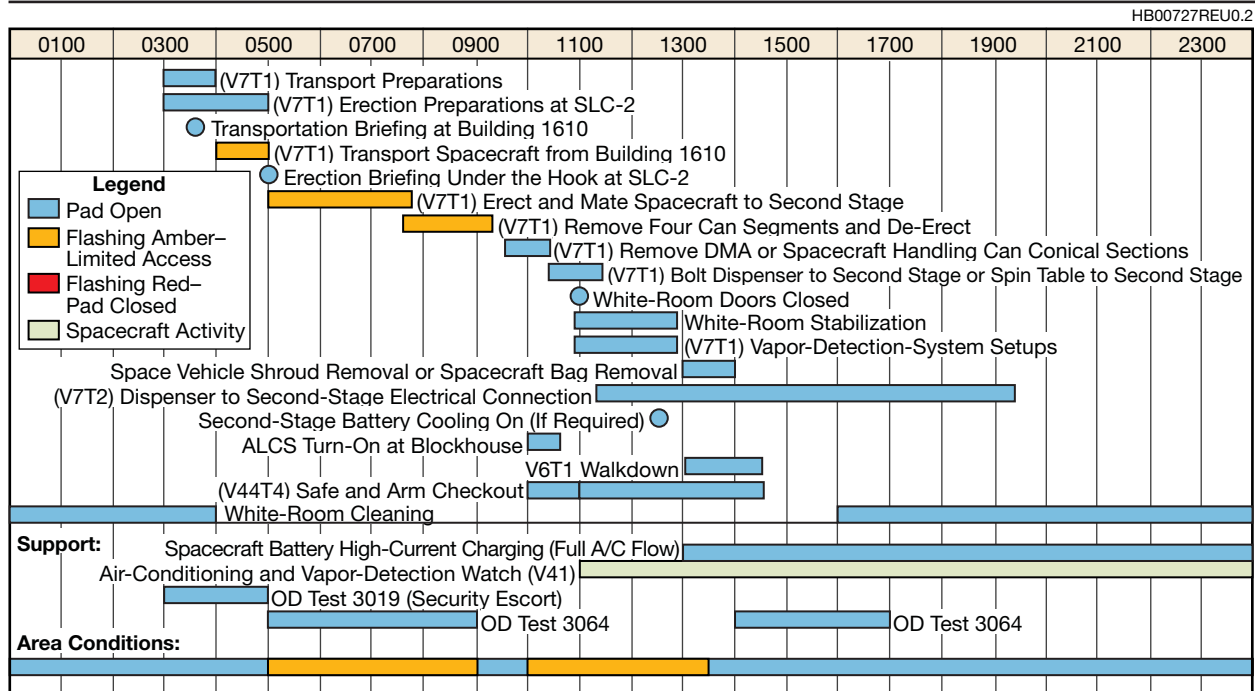 HB00727REU0.2
0100 0300 0500 0700 0900 1100 1300 1500 1700 1900 2100 2300
(V7T1) Transport Preparations
(V7T1) Erection Preparations at SLC-2
Transportation Briefing at Building 1610
(V7T1) Transport Spacecraft from Building 1610
Erection Briefing Under the Hook at SLC-2
(V7T1) Erect and Mate Spacecraft to Second Stage
(V7T1) Remove Four Can Segments and De-Erect
(V7T1) Remove DMA or Spacecraft Handling Can Conical Sections
(V7T1) Bolt Dispenser to Second Stage or Spin Table to Second Stage
White-Room Doors Closed
White-Room Stabilization
(V7T1) Vapor-Detection-System Setups
Space Vehicle Shroud Removal or Spacecraft Bag Removal
(V7T2) Dispenser to Second-Stage Electrical Connection
Second-Stage Battery Cooling On (If Required)
ALCS Turn-On at Blockhouse
V6T1 Walkdown
(V44T4) Safe and Arm Checkout
White-Room Cleaning
Legend
Pad Open
Flashing Amber–
Limited Access
Flashing Red–
Pad Closed
Spacecraft Activity
Support:
Spacecraft Battery High-Current Charging (Full A/C Flow)
Air-Conditioning and Vapor-Detection Watch (V41)
OD Test 3019 (Security Escort)
OD Test 3064
OD Test 3064
Area Conditions: